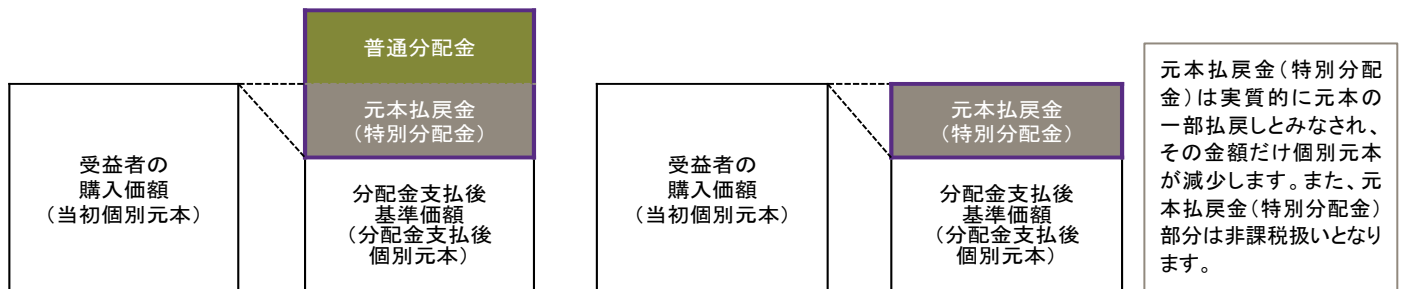 普通分配金
元本払戻金
（特別分配金）
受益者の
購入価額
（当初個別元本）
分配金支払後
基準価額
（分配金支払後
個別元本）
元本払戻金
（特別分配金）
受益者の
購入価額
（当初個別元本）
分配金支払後
基準価額
（分配金支払後
個別元本）
元本払戻金（特別分配
金）は実質的に元本の
一部払戻しとみなされ、
その金額だけ個別元本
が減少します。また、元
本払戻金（特別分配金）
部分は非課税扱いとなり
ます。